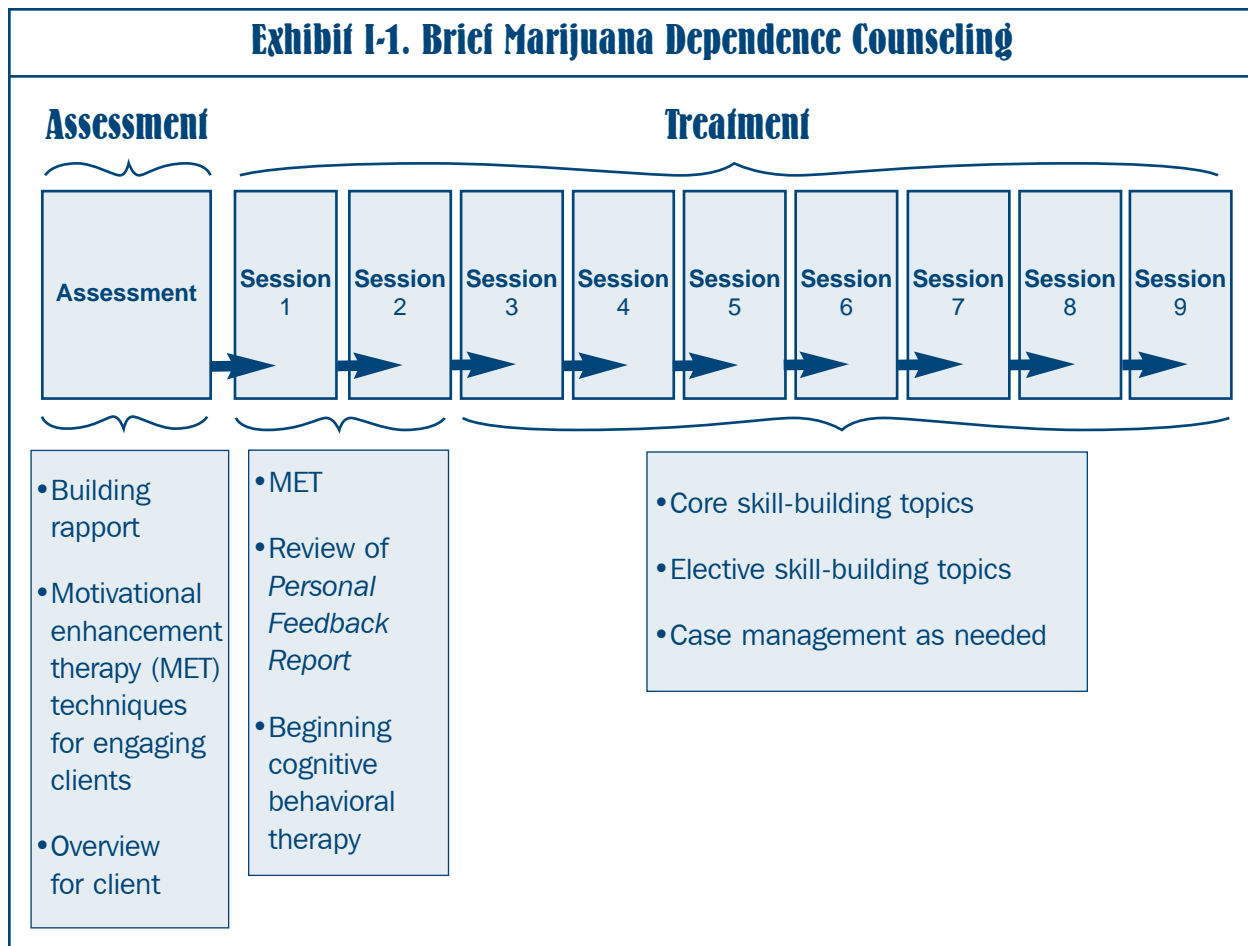 Exhibit I-1. Brief Marijuana Dependence Counseling
Assessment
Treatment
Assessment
Session
1
Session
2
Session
3
Session
4
Session
5
Session
6
Session
7
Session
8
Session
9
•Building
rapport
•Motivational
enhancement
therapy (MET)
techniques
for engaging
clients
•Overview
for client
•MET
•Review of
Personal
Feedback
Report
•Beginning
cognitive
behavioral
therapy
•Core skill-building topics
•Elective skill-building topics
•Case management as needed